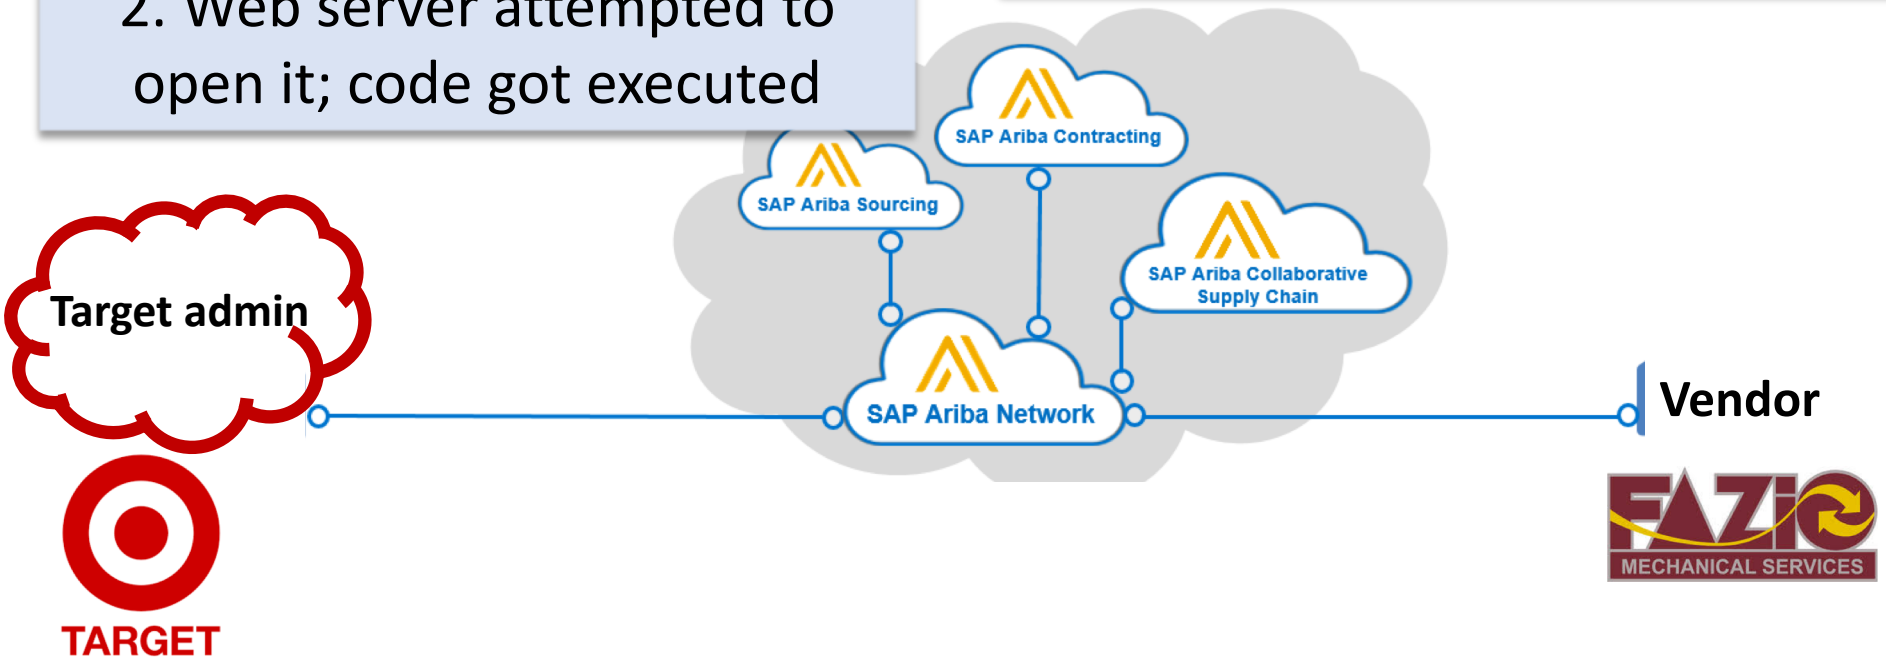 2. Web server attempted to
open it; code got executed
SAP Ariba Contracting
SAP Ariba Sourcing
SAP Ariba Collaborative
Supply Chain
Target admin
SAP Ariba Network
Vendor
FAZIO
MECHANICAL SERVICES
TARGET